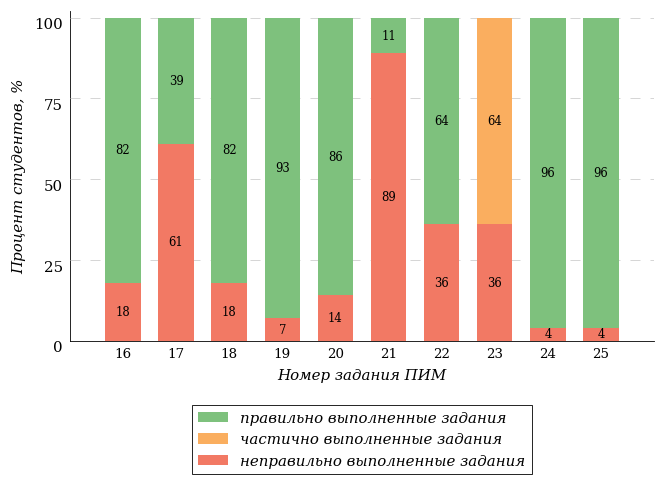 100
75
50
25
0
Процент студентов, %
82 39 82 93 86 11 64 64 96 96
18 61 18 7 14 89 36 36 4 4
16 17 18 19 20 21 22 23 24 25
Номер задания ПИМ
правильно выполненные задания
частично выполненные задания
неправильно выполненные задания